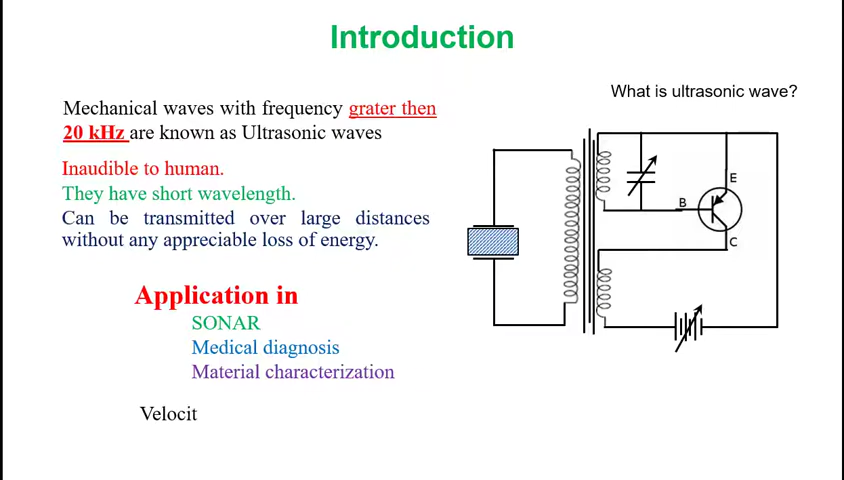 Introduction
What is ultrasonic wave?
Mechanical waves with frequency grater then
20 kHz are known as Ultrasonic waves
Inaudible to human.
They have short wavelength.
Can be transmitted over large distances
without any appreciable loss of energy.
Application in
SONAR
Medical diagnosis
Material characterization
Velocit
E
B
C